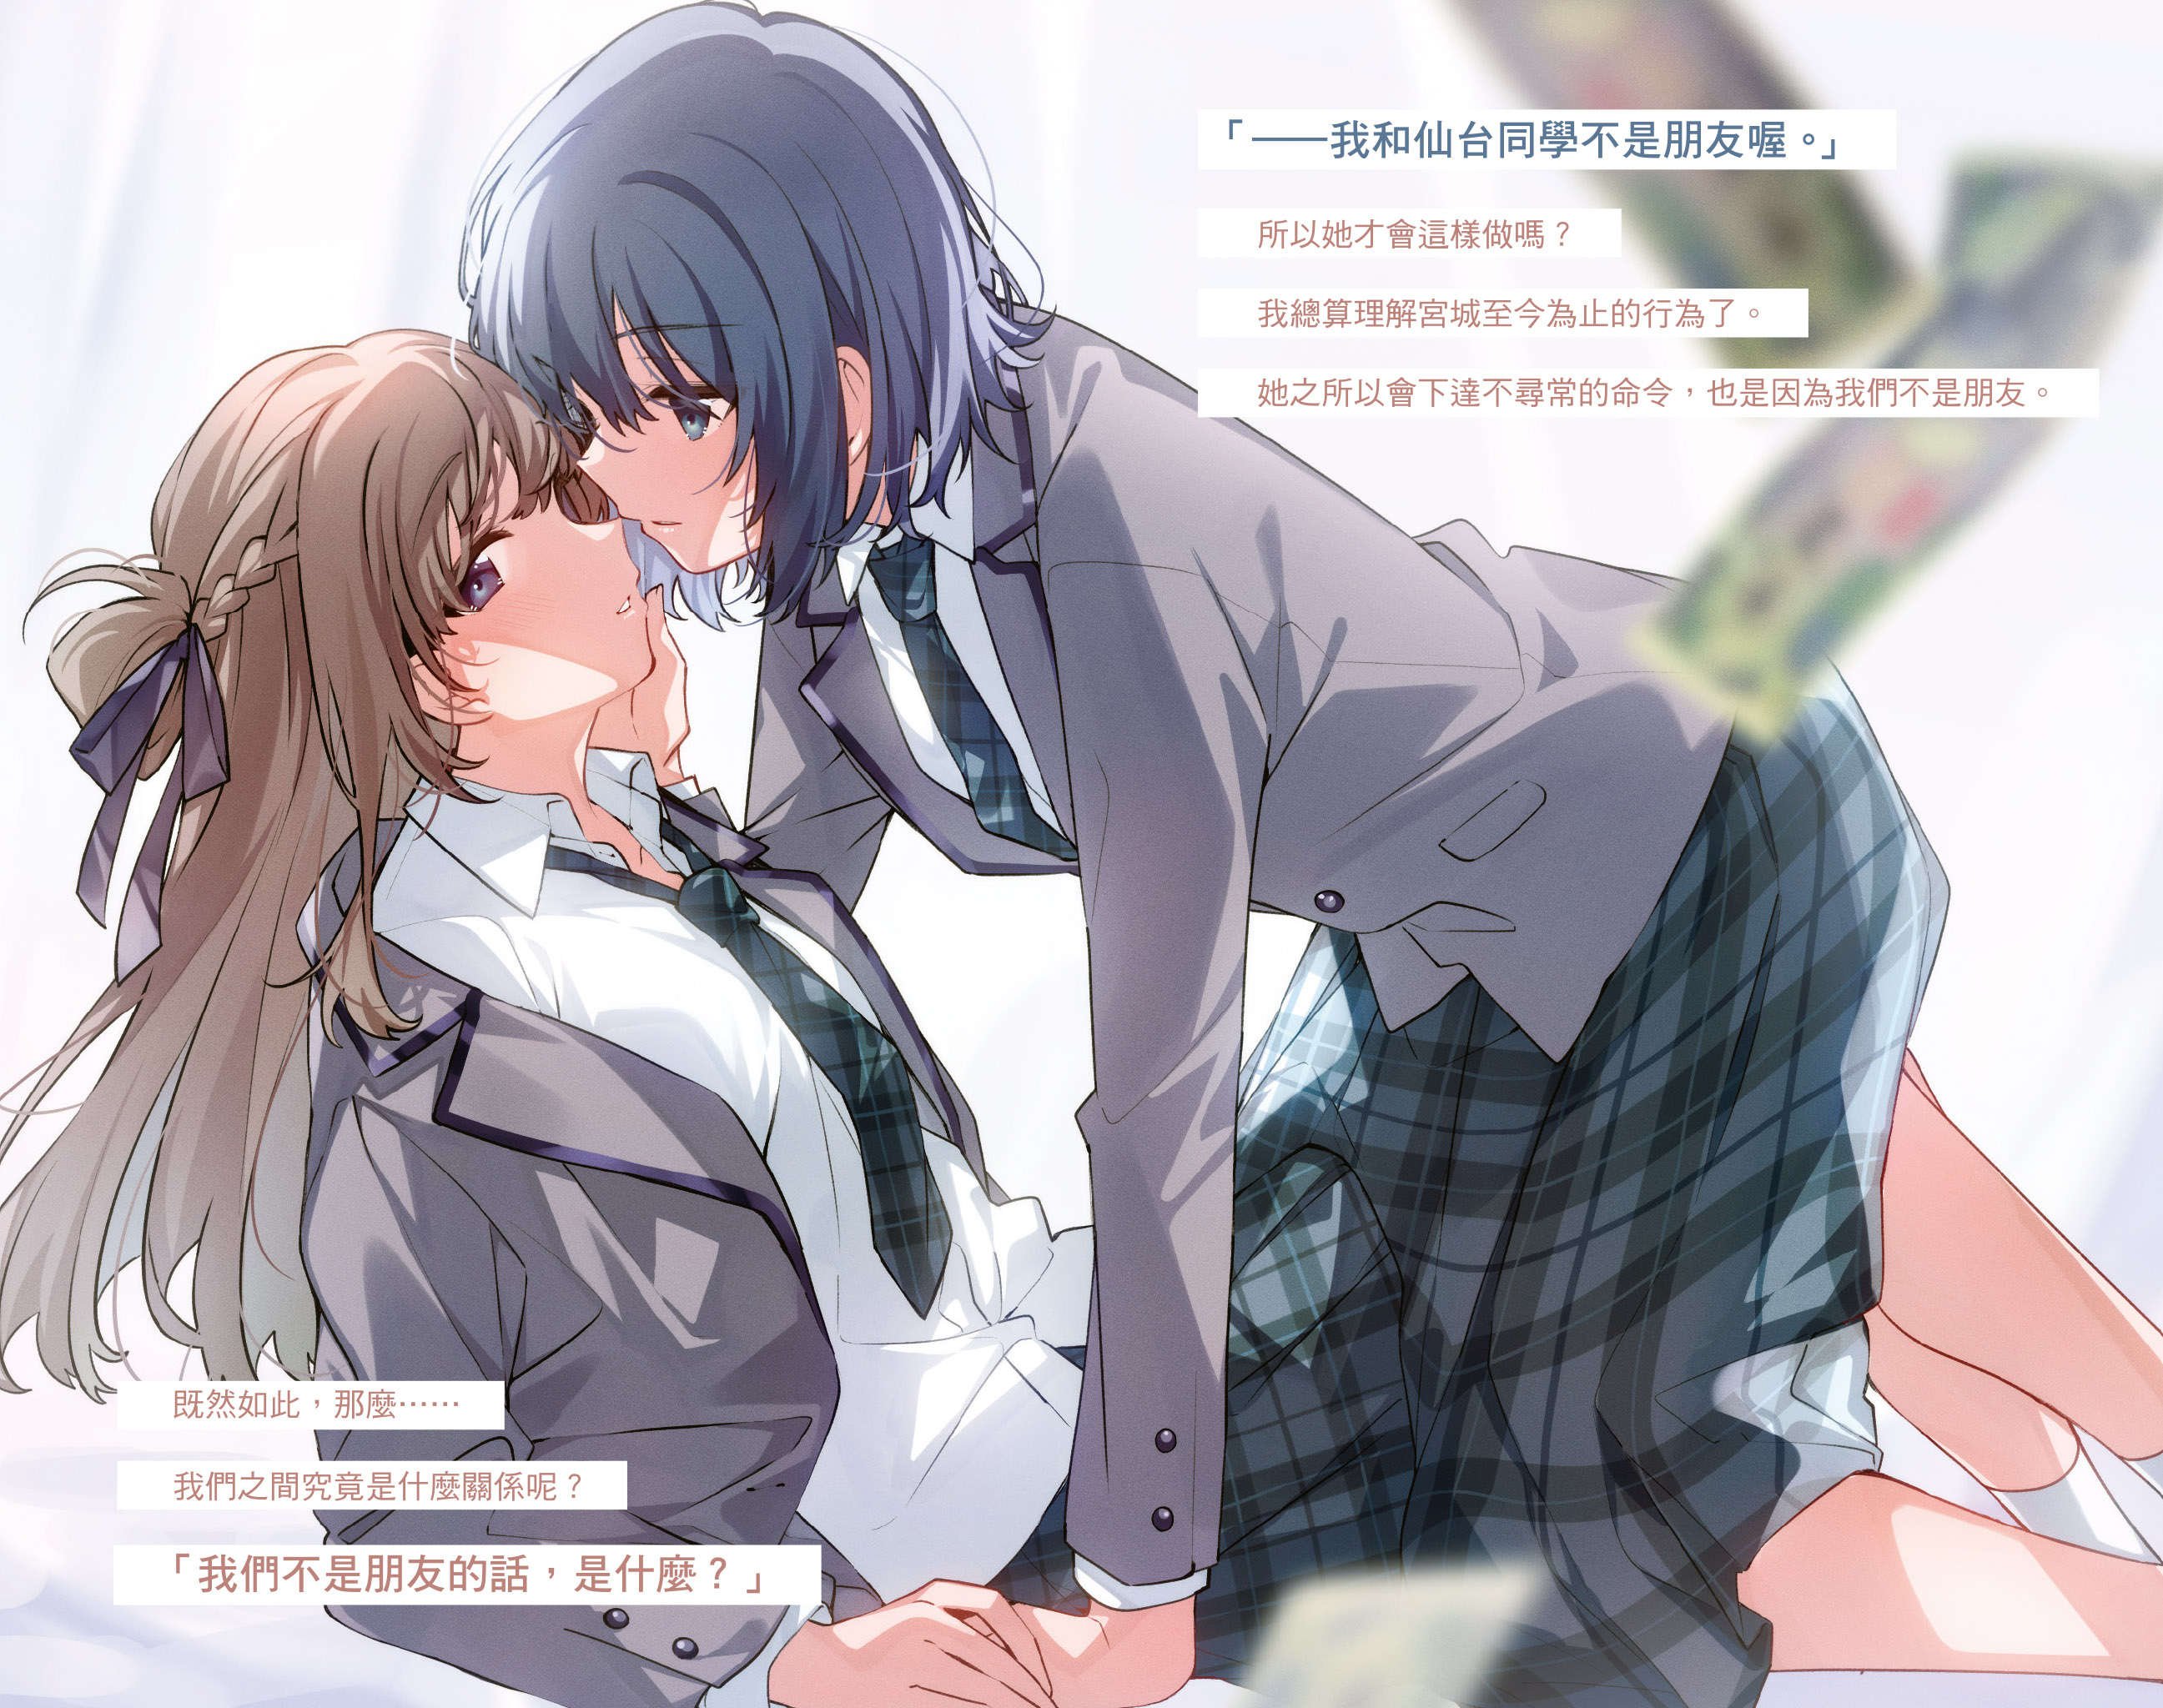 「——我和仙台同學不是朋友喔。」
所以她才會這樣做嗎？
我總算理解宮城至今為止的行為了。
她之所以會下達不尋常的命令，也是因為我們不是朋友。
既然如此，那麼……
我們之間究竟是什麼關係呢？
「我們不是朋友的話，是什麼？」